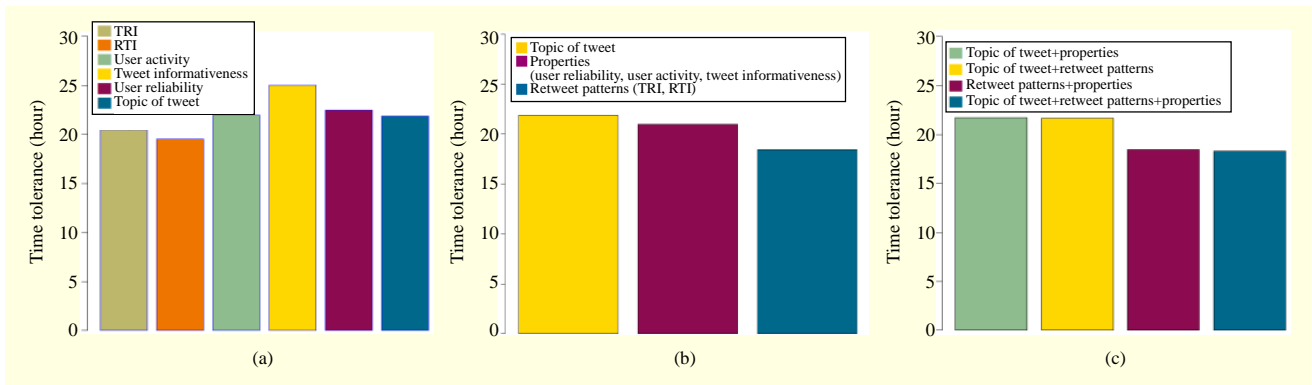 TRI
RTI
User activity
Tweet informativeness
User reliability
Topic of tweet
30
25
20
15
10
5
0
Time tolerance (hour)
(a)
Topic of tweet
Properties
(user reliability, user activity, tweet informativeness)
Retweet patterns (TRI, RTI)
30
25
20
15
10
5
0
Time tolerance (hour)
(b)
Topic of tweet+properties
Topic of tweet+retweet patterns
Retweet patterns+properties
Topic of tweet+retweet patterns+properties
30
25
20
15
10
5
0
Time tolerance (hour)
(c)